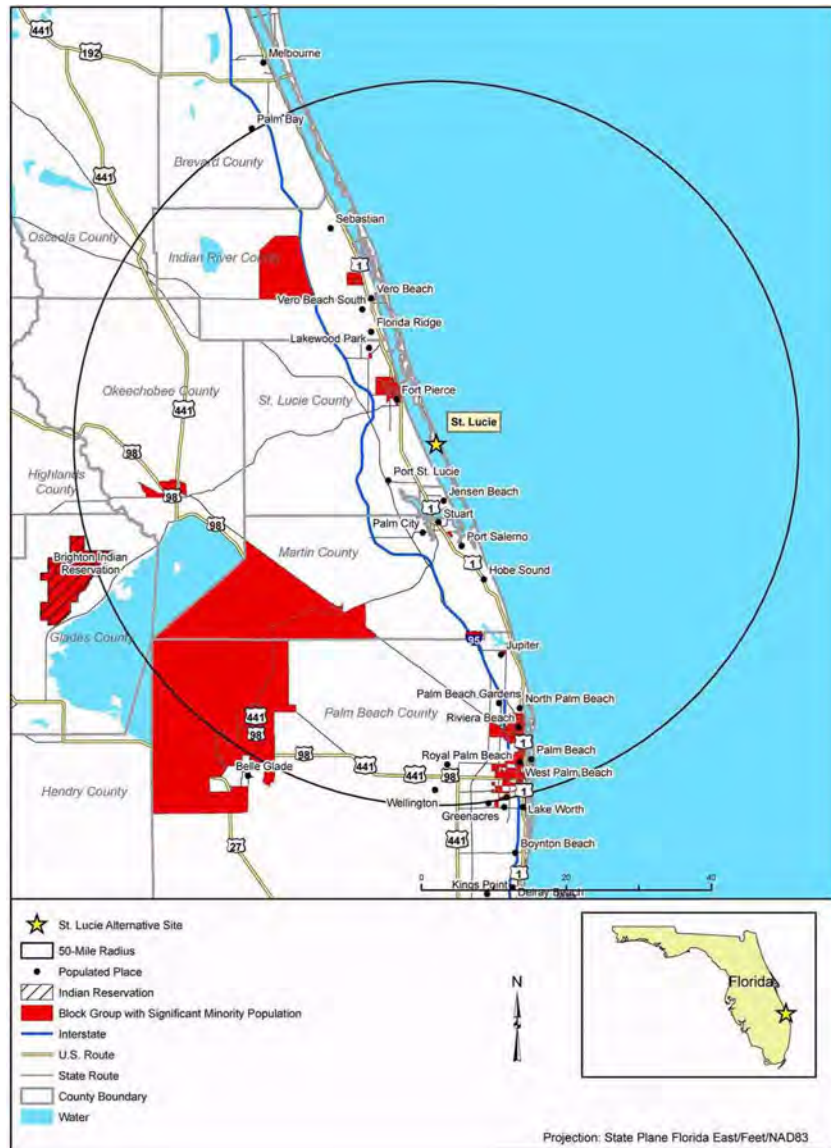 441
192
Melbourne
Palm Bay
Brevard County
441
Sebastian
Osceola County
Indian River County
1
Vero Beach
Vero Beach South
Florida Ridge
Lakewood Park
Okeechobee County
Fort Pierce
St. Lucie County
441
St. Lucie
98
Highlands
County
98
Port St. Lucie
Jensen Beach
1
Stuart
98
Palm City
Port Salerno
Martin County
Brighton Indian
Reservation
1
Hobe Sound
Glades County
95
Jupiter
Palm Beach Gardens
North Palm Beach
441
Palm Beach County
Riviera Beach
98
1
98
Royal Palm Beach
Palm Beach
441
98
West Palm Beach
Belle Glade
Hendry County
Wellington
1
Greenacres
Lake Worth
27
441
Boynton Beach
1
Kings Point
Delray Beach
0
20
40
St. Lucie Alternative Site
50-Mile Radius
Populated Place
Indian Reservation
Block Group with Significant Minority Population
Interstate
U.S. Route
State Route
County Boundary
Water
N
Florida
Projection: State Plane Florida East/Feet/NAD83